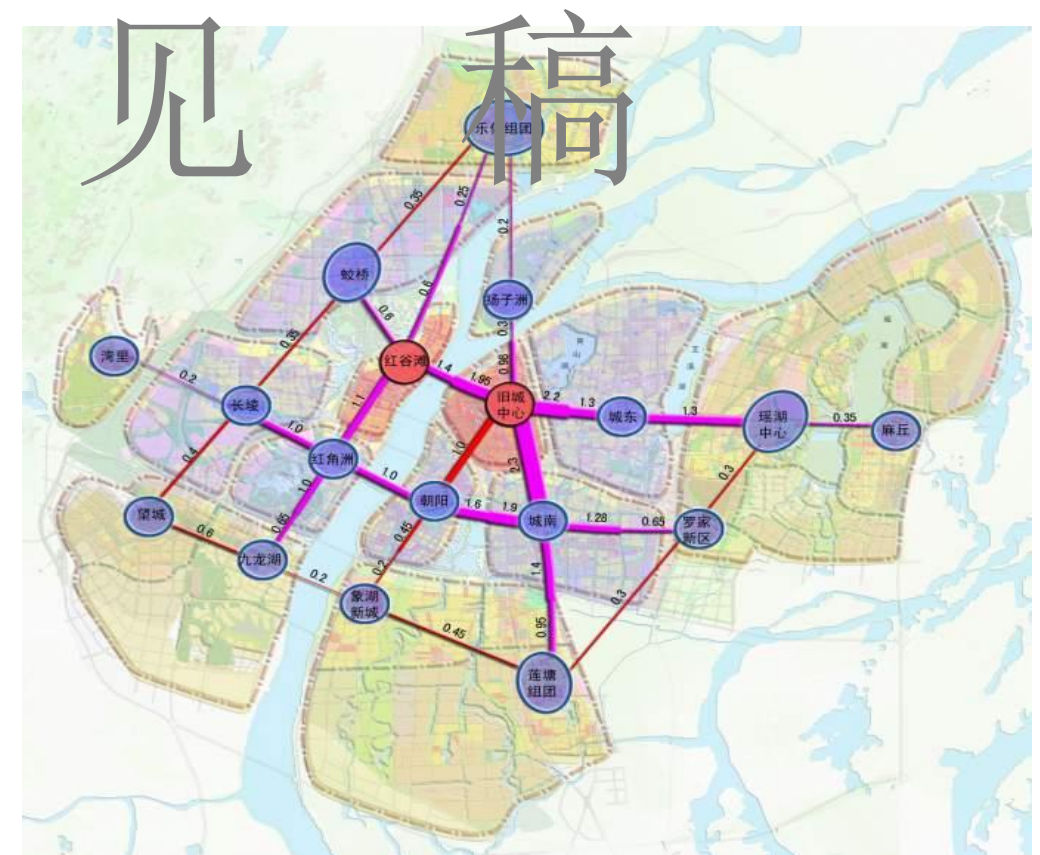 见 稿
乐化组团
0.35
0.25
0.2
蛟桥
0.6
0.6
扬子洲
0.3
0.35
湾里
0.2
红谷滩
1.4
1.95
0.98
旧城
中心
2.2
1.3
城东
1.3
瑶湖
中心
0.35
麻丘
长堎
1.0
1.1
红角洲
1.0
1.0
2.3
0.4
1.0
朝阳
1.6
1.9
城南
1.28
0.65
罗家
新区
0.3
望城
0.6
0.65
九龙湖
0.2
0.45
0.2
象湖
新城
0.45
1.4
0.95
0.3
莲塘
组团
印